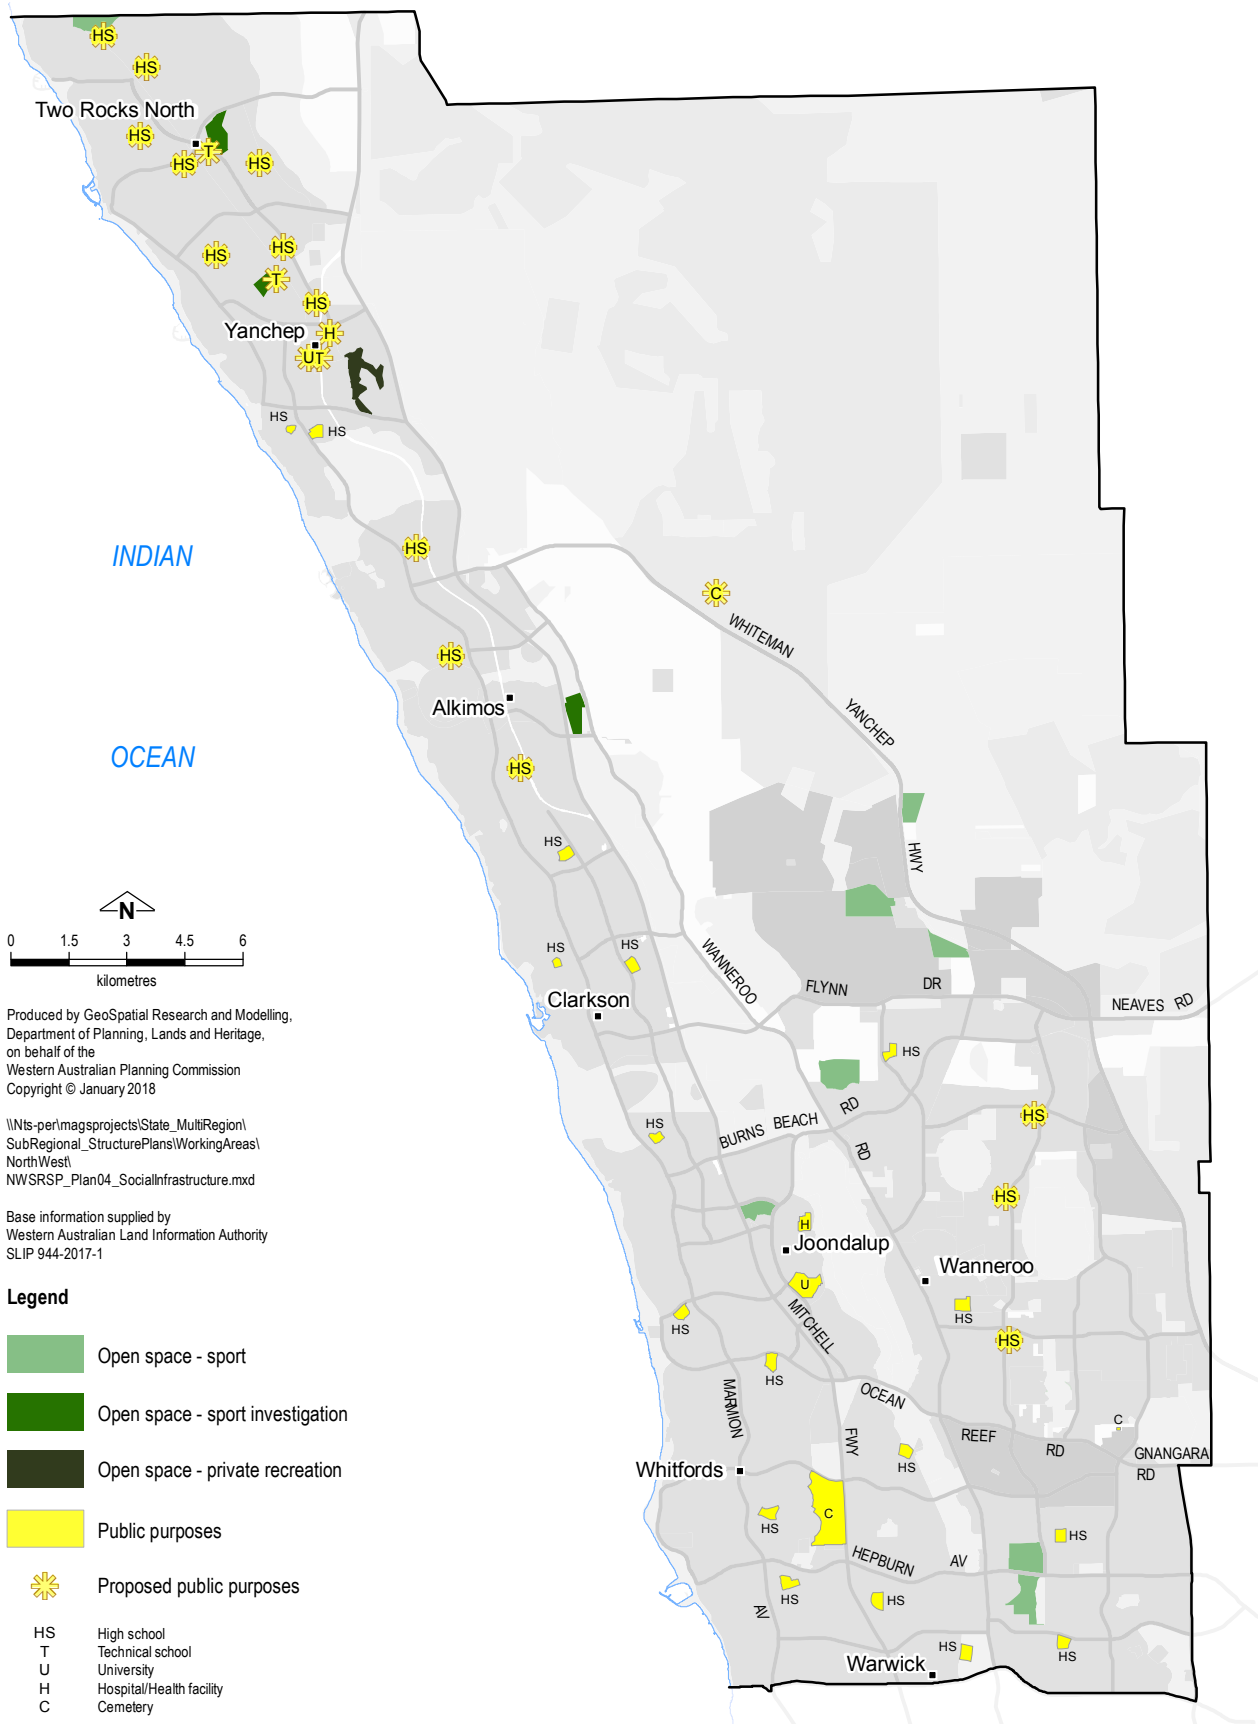 HS
HS
Two Rocks North
HS
T
HS
HS
HS
HS
T
HS
Yanchep
H
UT
HS
HS
INDIAN
HS
C
WHITEMAN
HS
Alkimos
YANCHEP
OCEAN
HS
HS
HWY
N
0 1.5 3 4.5 6
kilometres
HS
HS
WANNEROO
Clarkson
FLYNN
DR
NEAVES RD
Produced by GeoSpatial Research and Modelling,
Department of Planning, Lands and Heritage,
on behalf of the
Western Australian Planning Commission
Copyright © January 2018
\\Nts-per\magsprojects\State_MultiRegion\
SubRegional_StructurePlans\WorkingAreas\
NorthWest\
NWSRSP_Plan04_SocialInfrastructure.mxd
Base information supplied by
Western Australian Land Information Authority
SLIP 944-2017-1
HS
HS
HS
BURNS BEACH RD
RD
HS
H
Joondalup
Wanneroo
U
MITCHELL
HS
HS
HS
HS
MARMION
OCEAN
REEF
RD
C
GNANGARA
RD
FWY
HS
Whitfords
C
HS
HS
HEPBURN
AV
HS
HS
AV
HS
HS
Warwick
Legend
Open space - sport
Open space - sport investigation
Open space - private recreation
Public purposes
Proposed public purposes
HS High school
T Technical school
U University
H Hospital/Health facility
C Cemetery